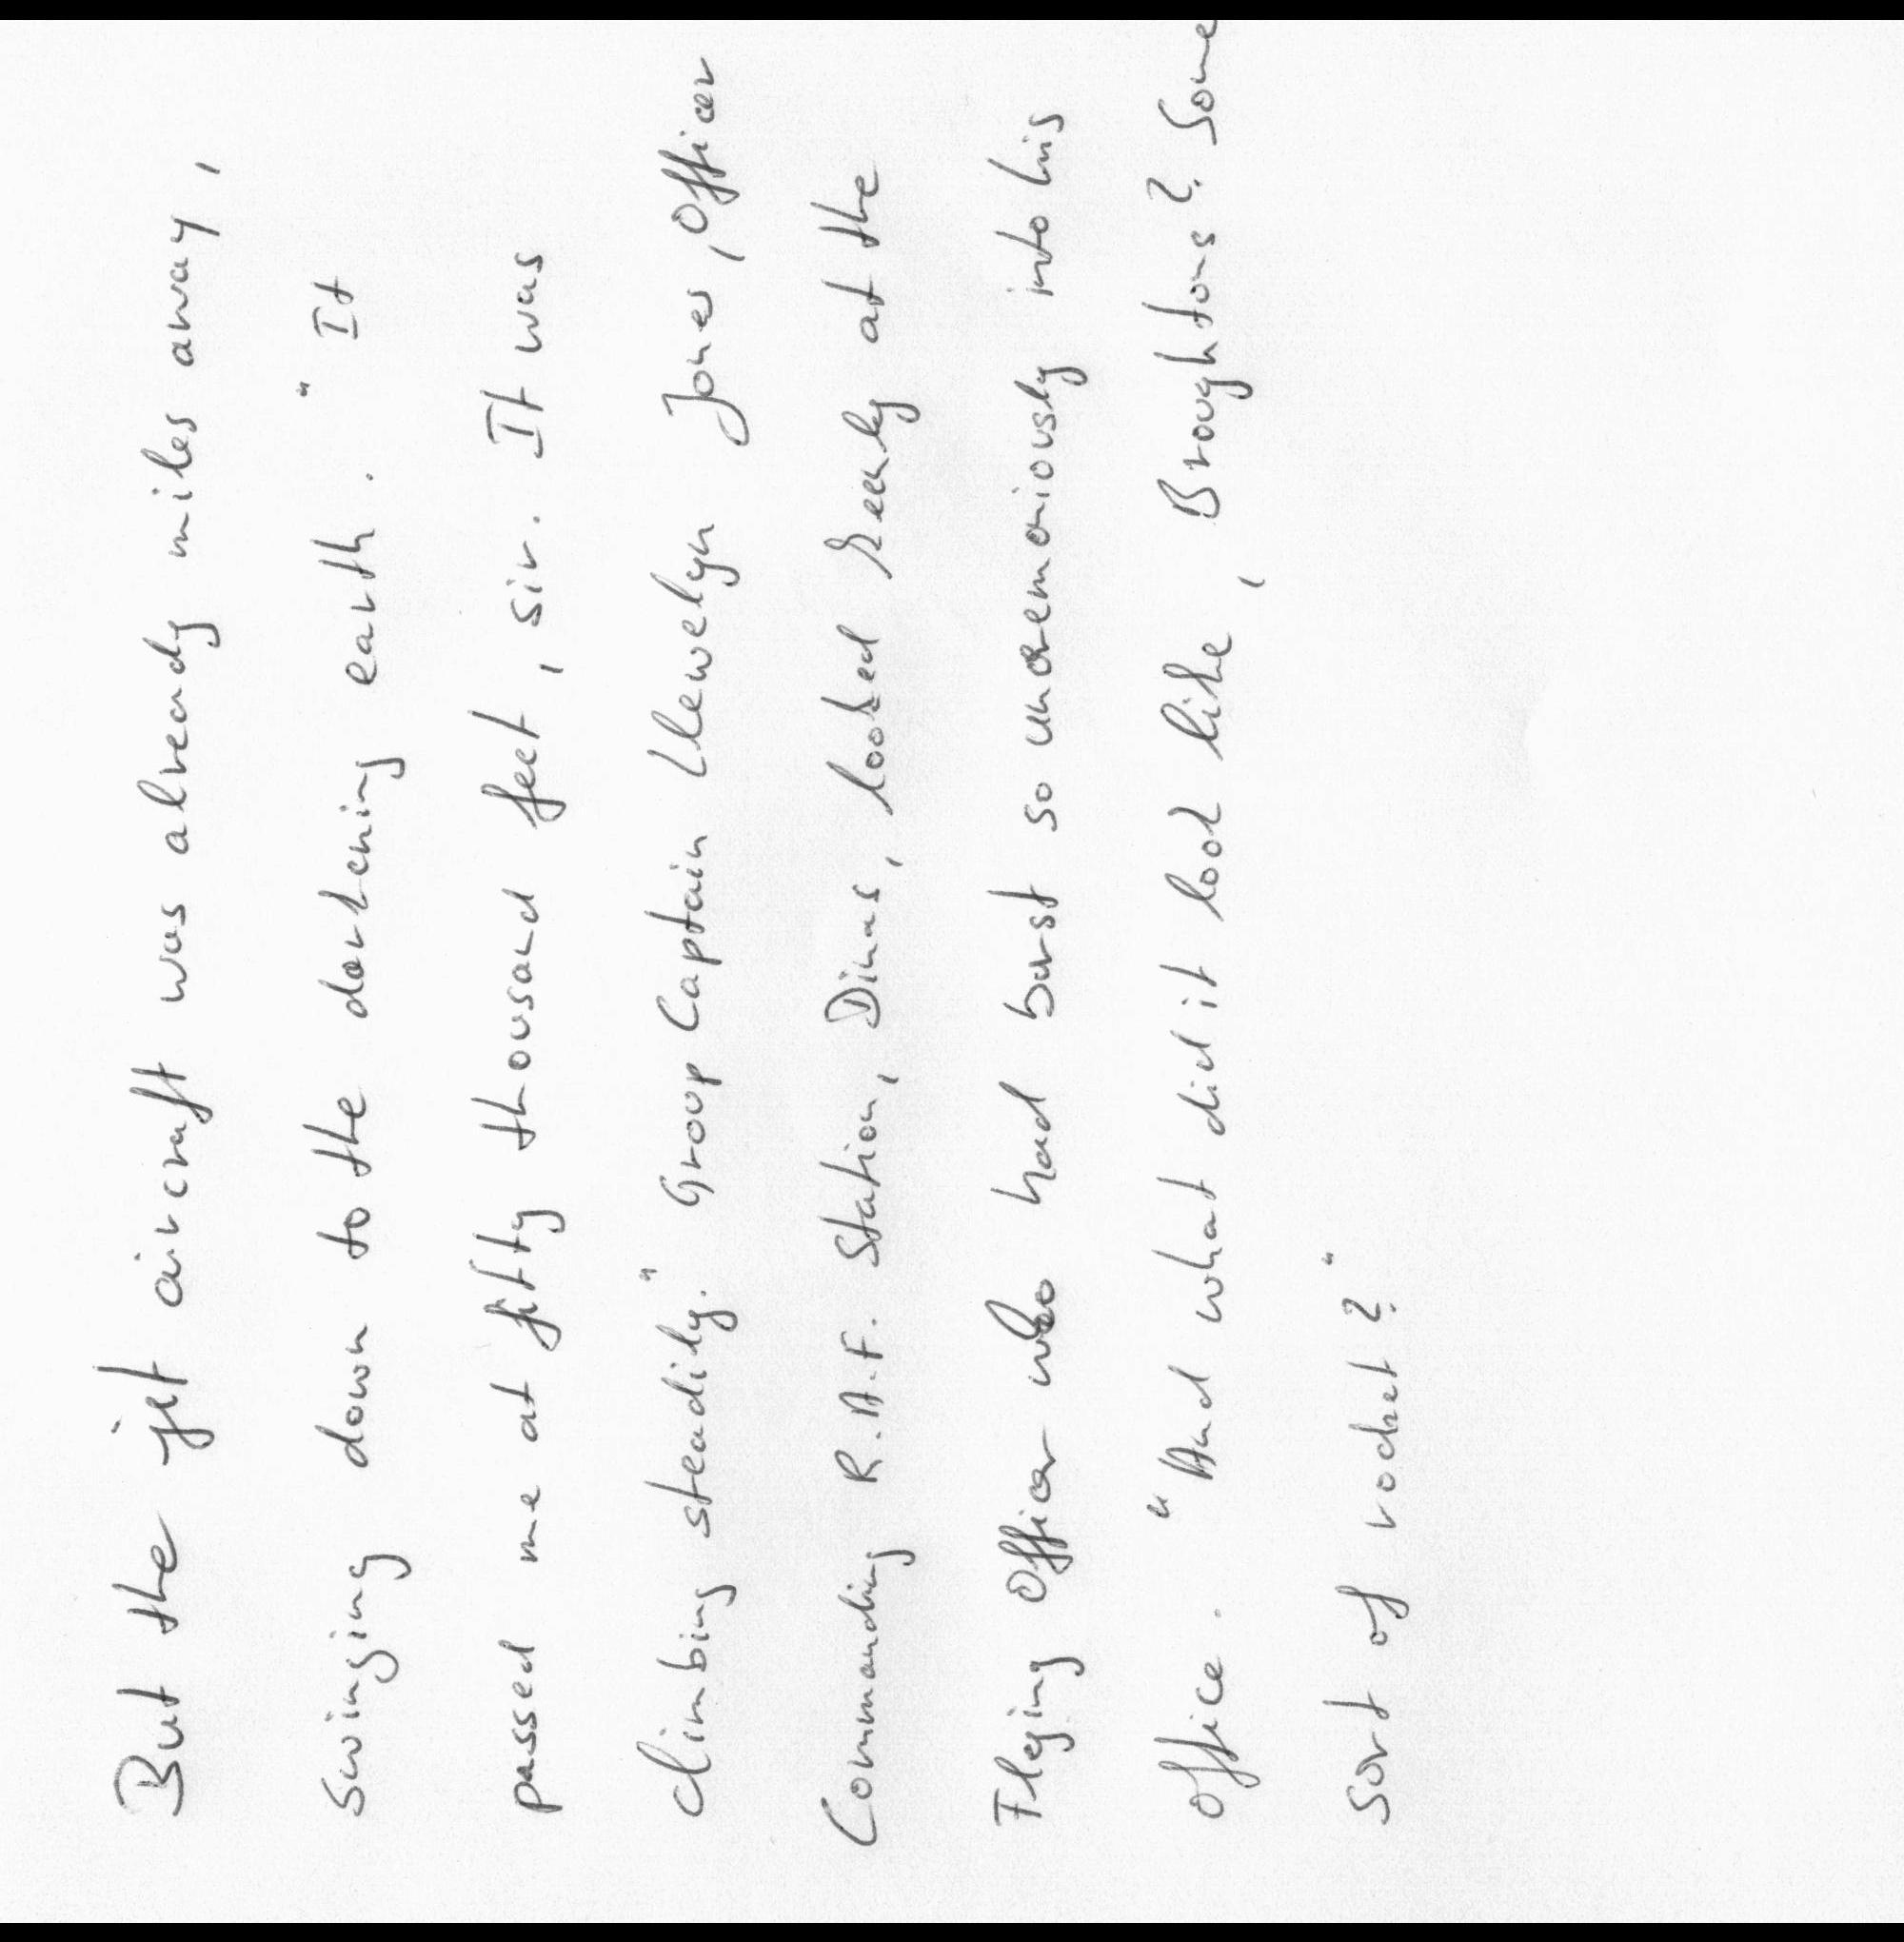 But the jet aircraft was already miles away,
swinging down to the darkening earth. "It
passed me at fifty thousand feet, sir. It was
climbing steadily." Group Captain Llewelyn Jones, Officer
Commanding R.A.F. Station, Dinas, looked keenly at the
Flying Officer who had burst so unceremoniously into his
office. "And what did it look like, Broughtons? Some
sort of rocket?"